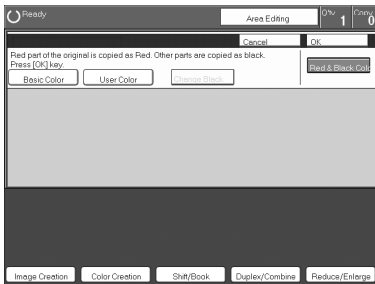 Ready
Area Editing
Q'ty 1
Copy 0
Cancel
OK
Red part of the original is copied as Red. Other parts are copied as black.
Press [OK] key.
Red & Black Colo
Basic Color
User Color
Change Black
Image Creation
Color Creation
Shift/Book
Duplex/Combine
Reduce/Enlarge